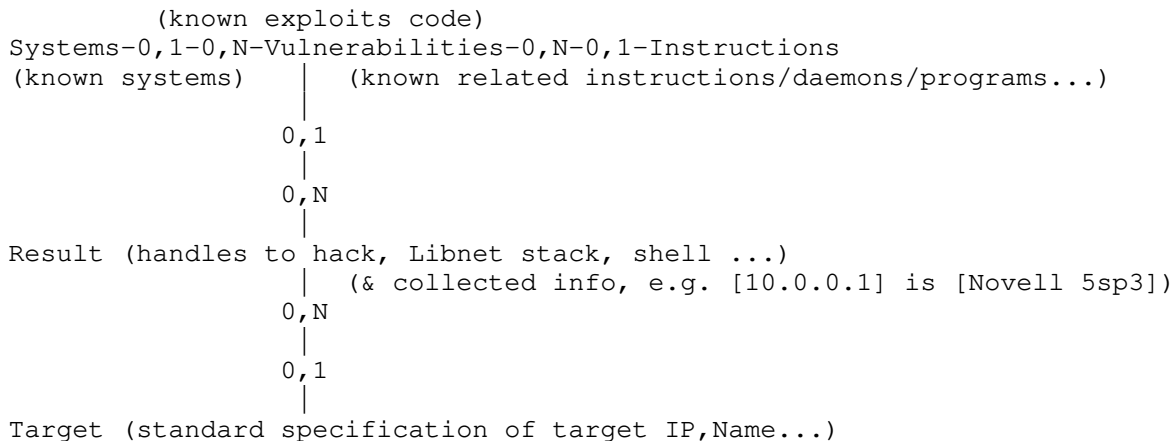 (known exploits code)
Systems-0,1-0,N-Vulnerabilities-0,N-0,1-Instructions
(known systems) | (known related instructions/daemons/programs...)
|
0,1
|
0,N
|
Result (handles to hack, Libnet stack, shell ...)
| (& collected info, e.g. [10.0.0.1] is [Novell 5sp3])
0,N
|
0,1
|
Target (standard specification of target IP,Name...)